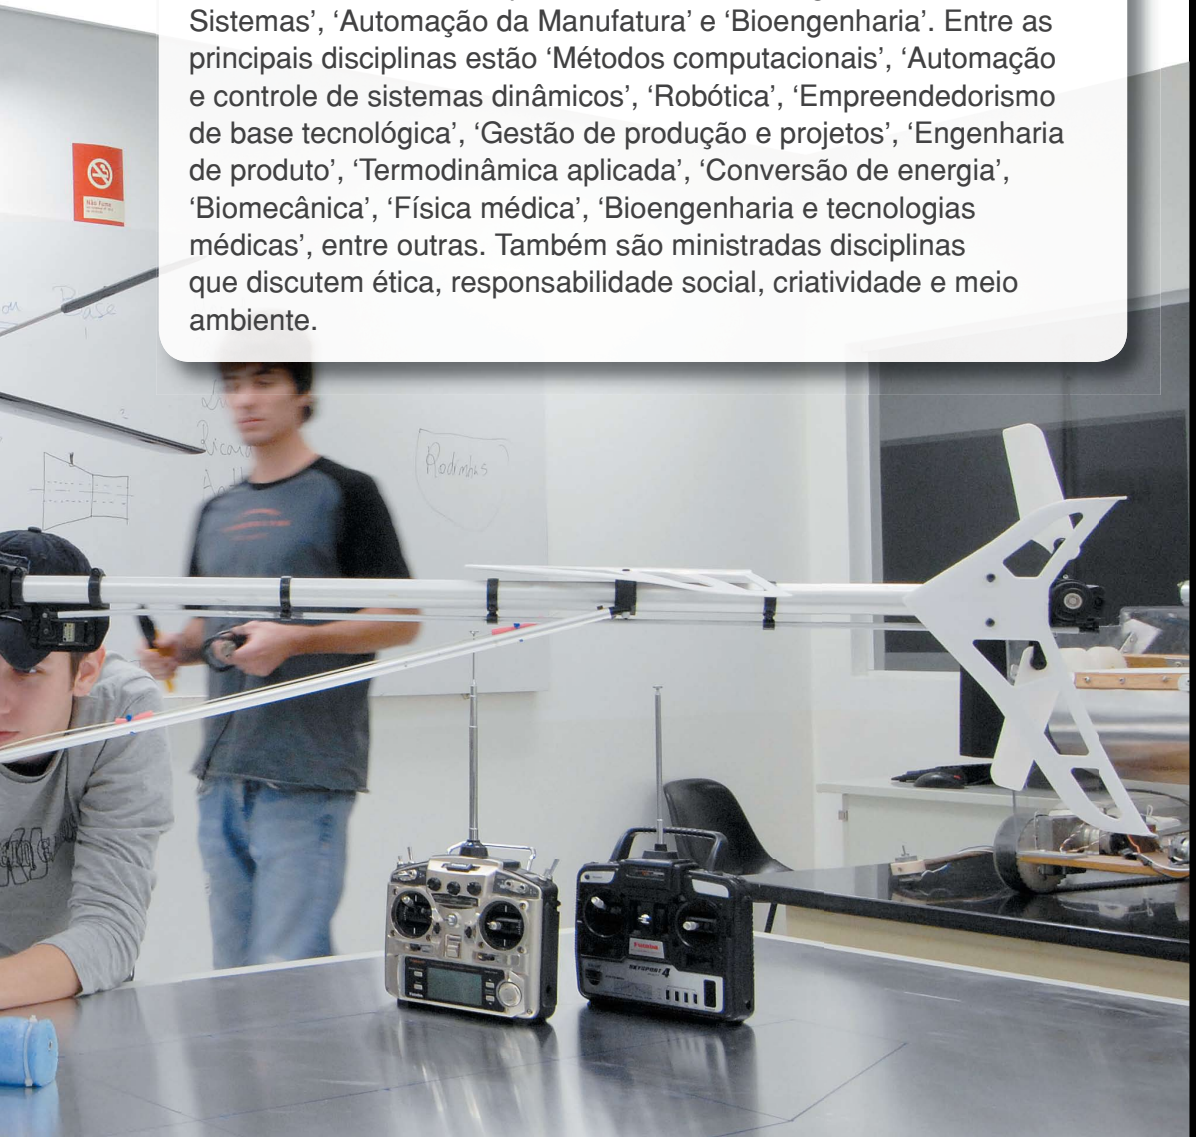 Sistemas’, ‘Automação da Manufatura’ e ‘Bioengenharia’. Entre as
principais disciplinas estão ‘Métodos computacionais’, ‘Automação
e controle de sistemas dinâmicos’, ‘Robótica’, ‘Empreendedorismo
de base tecnológica’, ‘Gestão de produção e projetos’, ‘Engenharia
de produto’, ‘Termodinâmica aplicada’, ‘Conversão de energia’,
‘Biomecânica’, ‘Física médica’, ‘Bioengenharia e tecnologias
médicas’, entre outras. Também são ministradas disciplinas
que discutem ética, responsabilidade social, criatividade e meio
ambiente.
Não Fume
Base
Rodinhas
Futaba
SKYSPORT 4